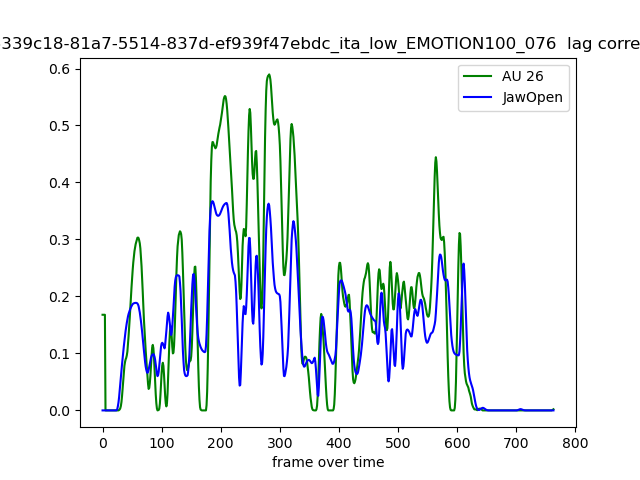 339c18-81a7-5514-837d-ef939f47ebdc_ita_low_EMOTION100_076 lag corre
AU 26
JawOpen
0.6
0.5
0.4
0.3
0.2
0.1
0.0
0 100 200 300 400 500 600 700 800
frame over time